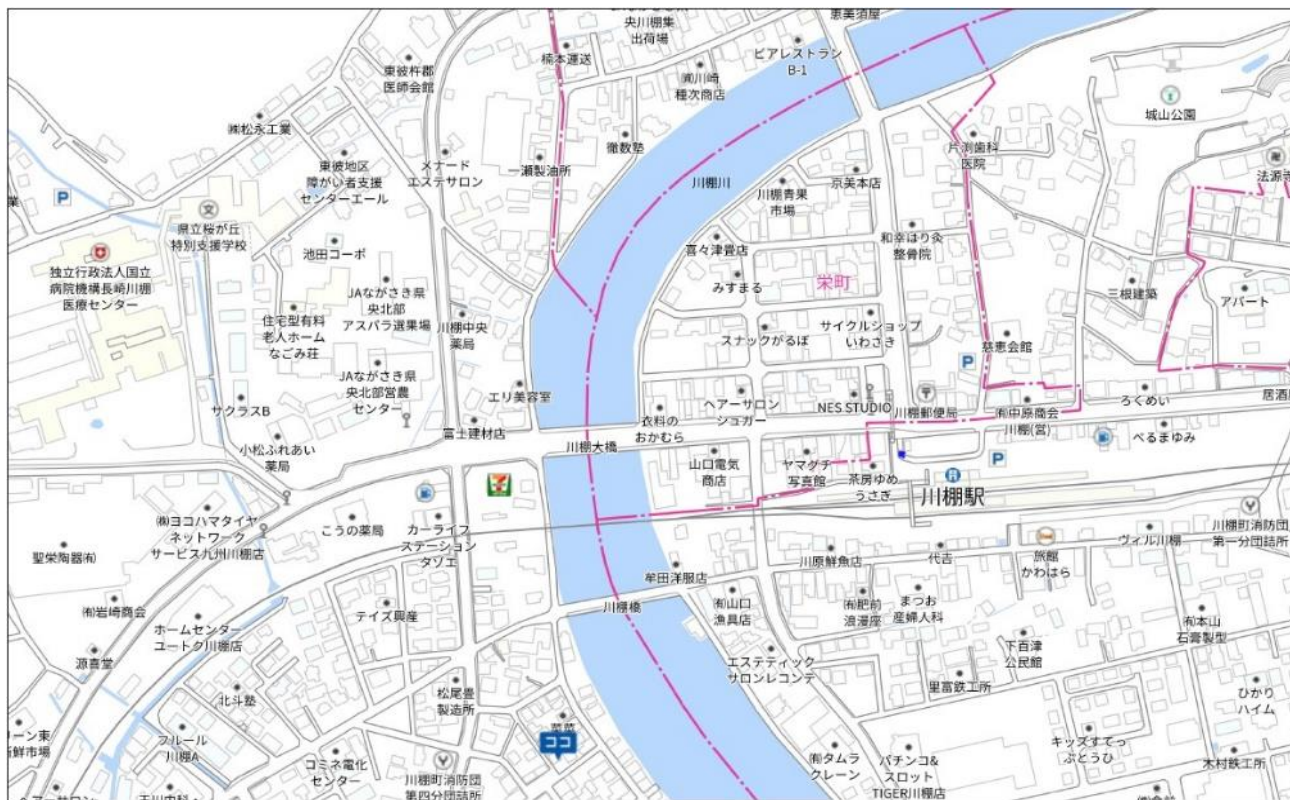 恵美須屋
央川棚集
出荷場
楠本運送
ビアレストラン
B-1
東彼杵郡
医師会館
㈲川崎
種次商店
城山公園
㈱松永工業
徹数塾
片渕歯科
医院
東彼地区
障がい者支援
センターエール
メナード
エステサロン
一瀬製油所
川棚川
川棚青果
市場
京美本店
法源寺
業
P
県立桜が丘
特別支援学校
池田コーポ
喜々津畳店
和幸はり灸
整骨院
独立行政法人国立
病院機構長崎川棚
医療センター
みすまる
栄町
三根建築
アパート
JAながさき県
央北部
アスパラ選果場
住宅型有料
老人ホーム
なごみ荘
川棚中央
薬局
スナックがるぼ
サイクルショップ
いわさき
慈恵会館
P
JAながさき県
央北部営農
センター
サクラスB
エリ美容室
衣料の
おかむら
ヘアーサロン
シュガー
NES STUDIO
川棚郵便局
㈲中原商会
川棚(営)
ろくめい
居酒
富士建材店
川棚大橋
べるまゆみ
小松ふれあい
薬局
山口電気
商店
ヤマグチ
写真館
茶房ゆめ
うさぎ
P
川棚駅
㈱ヨコハマタイヤ
ネットワーク
サービス九州川棚店
こうの薬局
カーライフ
ステーション
タゾエ
川棚町消防団
第一分団詰所
聖栄陶器㈲
川原鮮魚店
代吉
旅館
かわはら
ヴィル川棚
牟田洋服店
㈲岩崎商会
テイズ興産
川棚橋
㈲山口
漁具店
㈲肥前
浪漫座
まつお
産婦人科
㈲本山
石膏製型
ホームセンター
ユートク川棚店
下百津
公民館
源喜堂
エステティック
サロンレコンテ
里富鉄工所
北斗塾
松尾畳
製造所
ひかり
ハイム
リーン東
新鮮市場
フルール
川棚A
ココ
コミネ電化
センター
川棚町消防団
第四分団詰所
㈲タムラ
クレーン
パチンコ&
スロット
TIGER川棚店
キッズすてっ
ぷとうひ
木村鉄工所